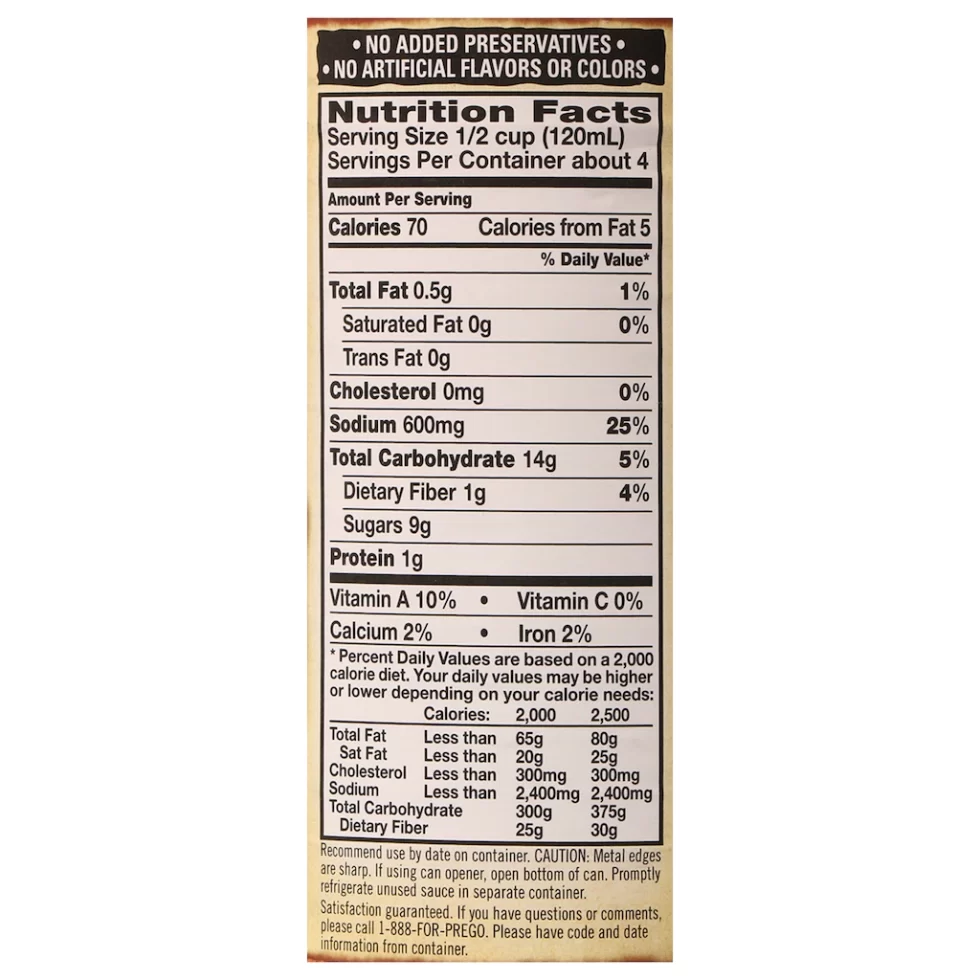 • NO ADDED PRESERVATIVES •
• NO ARTIFICIAL FLAVORS OR COLORS •
Nutrition Facts
Serving Size 1/2 cup (120mL)
Servings Per Container about 4
Amount Per Serving
Calories 70 Calories from Fat 5
% Daily Value*
Total Fat 0.5g 1%
Saturated Fat 0g 0%
Trans Fat 0g
Cholesterol 0mg 0%
Sodium 600mg 25%
Total Carbohydrate 14g 5%
Dietary Fiber 1g 4%
Sugars 9g
Protein 1g
Vitamin A 10% • Vitamin C 0%
Calcium 2% • Iron 2%
* Percent Daily Values are based on a 2,000
calorie diet. Your daily values may be higher
or lower depending on your calorie needs:
Calories: 2,000 2,500
Total Fat Less than 65g 80g
Sat Fat Less than 20g 25g
Cholesterol Less than 300mg 300mg
Sodium Less than 2,400mg 2,400mg
Total Carbohydrate 300g 375g
Dietary Fiber 25g 30g
Recommend use by date on container. CAUTION: Metal edges
are sharp. If using can opener, open bottom of can. Promptly
refrigerate unused sauce in separate container.
Satisfaction guaranteed. If you have questions or comments,
please call 1-888-FOR-PREGO. Please have code and date
information from container.